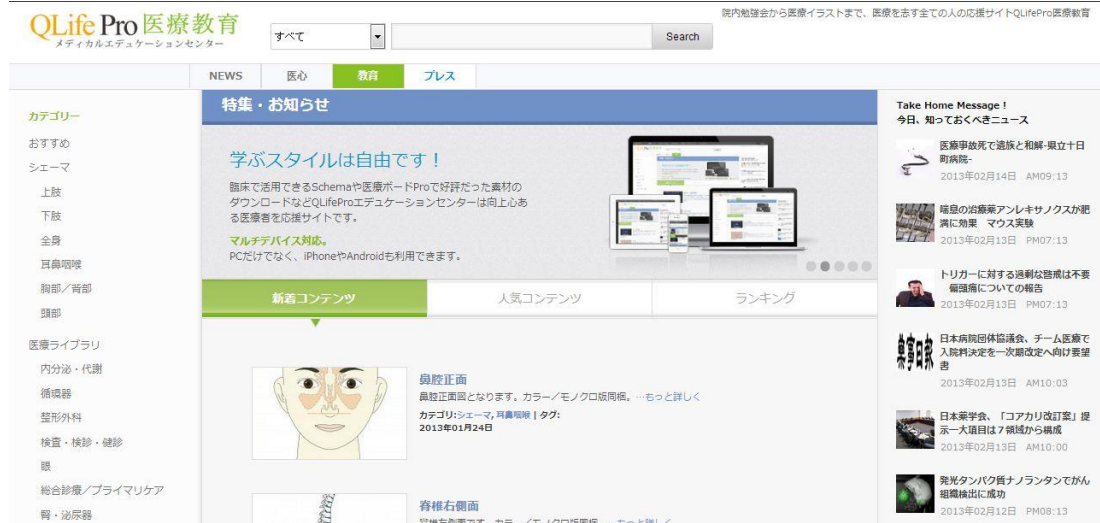 院内勉強会から医療イラストまで、医療を志す全ての人の応援サイトQLifePro医療教育
QLife Pro 医療教育
メディカルエデュケーションセンター
すべて
Search
NEWS
医心
教育
プレス
カテゴリー
おすすめ
シェーマ
上肢
下肢
全身
耳鼻咽喉
胸部／背部
頭部
医療ライブラリ
内分泌・代謝
循環器
整形外科
検査・検診・健診
眼
総合診療／プライマリケア
腎・泌尿器
特集・お知らせ
学ぶスタイルは自由です！
臨床で活用できるSchemaや医療ボードProで好評だった素材の
ダウンロードなどQLifeProエデュケーションセンターは向上心あ
る医療者を応援サイトです。
マルチデバイス対応。
PCだけでなく、iPhoneやAndroidも利用できます。
新着コンテンツ
人気コンテンツ
ランキング
鼻腔正面
鼻腔正面図となります。カラー／モノクロ版同梱。…もっと詳しく
カテゴリ:シェーマ, 耳鼻咽喉 | タグ:
2013年01月24日
脊椎右側面
Take Home Message！
今日、知っておくべきニュース
医療事故死で遺族と和解-県立十日
町病院-
2013年02月14日 AM09:13
喘息の治療薬アンレキサノクスが肥
満に効果 マウス実験
2013年02月13日 PM07:13
トリガーに対する過剰な警戒は不要
偏頭痛についての報告
2013年02月13日 PM07:13
日本病院団体協議会、チーム医療で
入院料決定を一次期改定へ向け要望
書
2013年02月13日 AM10:03
日本薬学会、「コアカリ改訂案」提
示一大項目は７領域から構成
2013年02月13日 AM10:00
発光タンパク質ナノランタンでがん
組織検出に成功
2013年02月12日 PM08:13